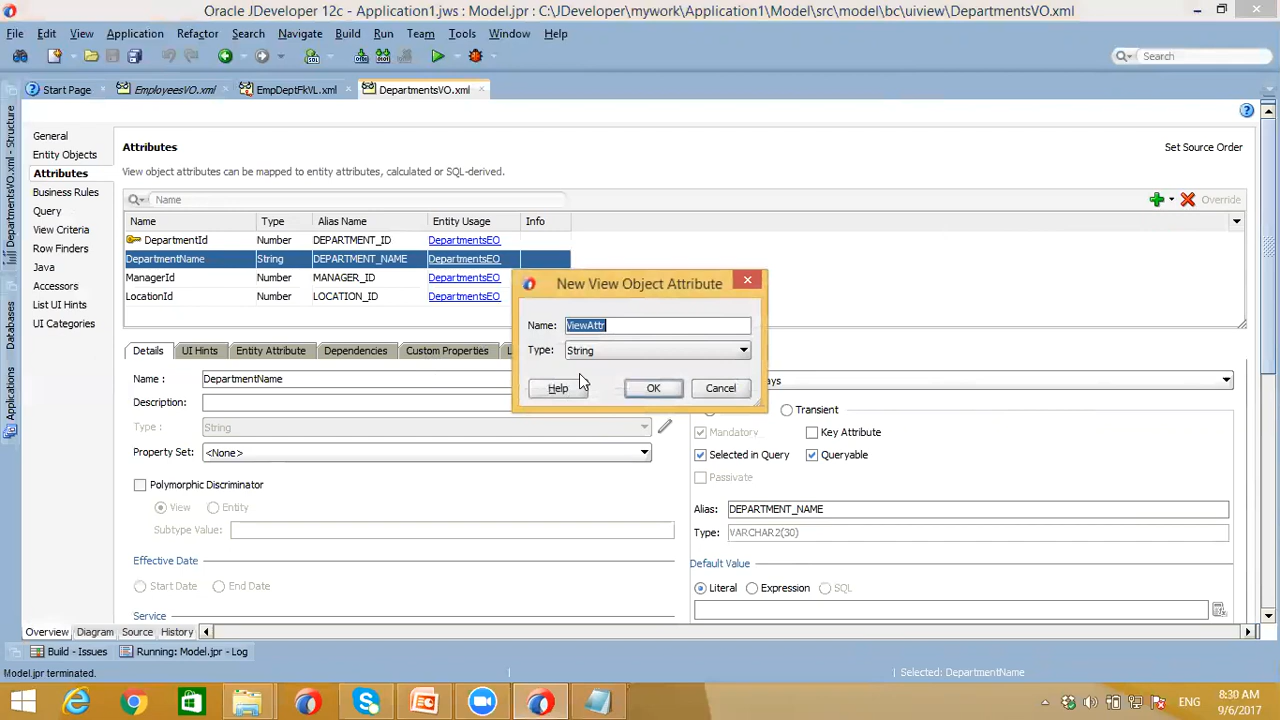 Oracle JDeveloper 12c - Application1.jws : Model.jpr : C:\JDeveloper\mywork\Application1\Model\src\model\bc\uiview\DepartmentsVO.xml
File Edit View Application Refactor Search Navigate Build Run Team Tools Window Help
Search
Start Page EmployeesVO.xml EmpDeptFkVL.xml DepartmentsVO.xml
DepartmentsVO.xml - Structure
Databases
Applications
General
Entity Objects
Attributes
Business Rules
Query
View Criteria
Row Finders
Java
Accessors
List UI Hints
UI Categories
Attributes Set Source Order
View object attributes can be mapped to entity attributes, calculated or SQL-derived.
Name Override
Name Type Alias Name Entity Usage Info
DepartmentId Number DEPARTMENT_ID DepartmentsEO
DepartmentName String DEPARTMENT_NAME DepartmentsEO
ManagerId Number MANAGER_ID DepartmentsEO
LocationId Number LOCATION_ID DepartmentsEO
New View Object Attribute
Name: ViewAttr
Type: String
Help OK Cancel
Details UI Hints Entity Attribute Dependencies Custom Properties
Name : DepartmentName
Description:
Type : String
Property Set: <None>
Polymorphic Discriminator
View Entity
Subtype Value:
Effective Date
Start Date End Date
Service
Transient
Mandatory Key Attribute
Selected in Query Queryable
Passivate
Alias: DEPARTMENT_NAME
Type: VARCHAR2(30)
Default Value
Literal Expression SQL
Overview Diagram Source History
Build - Issues Running: Model.jpr - Log
Model.jpr terminated. Selected: DepartmentName
ENG
8:30 AM
9/6/2017